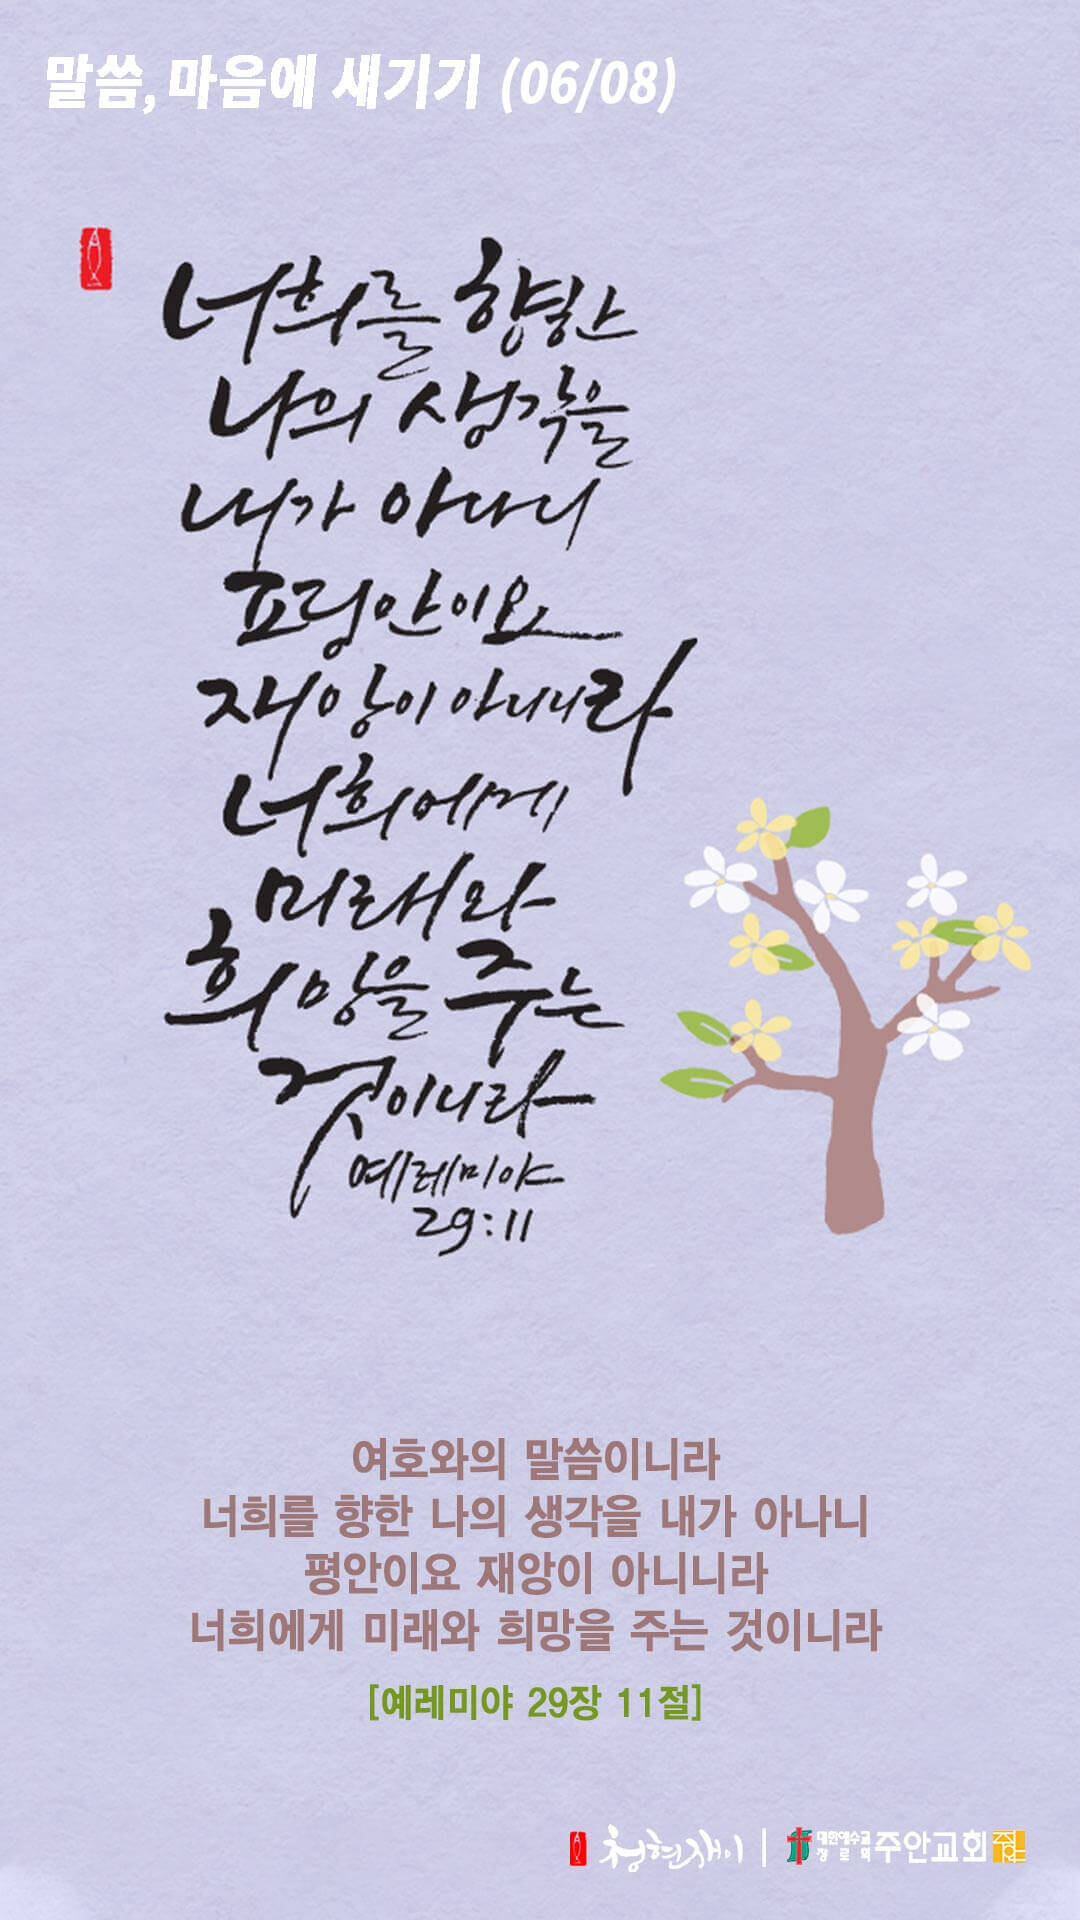 말씀, 마음에 새기기 (06/08)
너희를 향한
나의 생각을
내가 아나니
평안이요
재앙이 아니니라
너희에게
미래와
희망을 주는
것이니라
예레미야
29:11
여호와의 말씀이니라
너희를 향한 나의 생각을 내가 아나니
평안이요 재앙이 아니니라
너희에게 미래와 희망을 주는 것이니라
[예레미야 29장 11절]
청현재이 | 대한예수교장로회 주안교회 주안